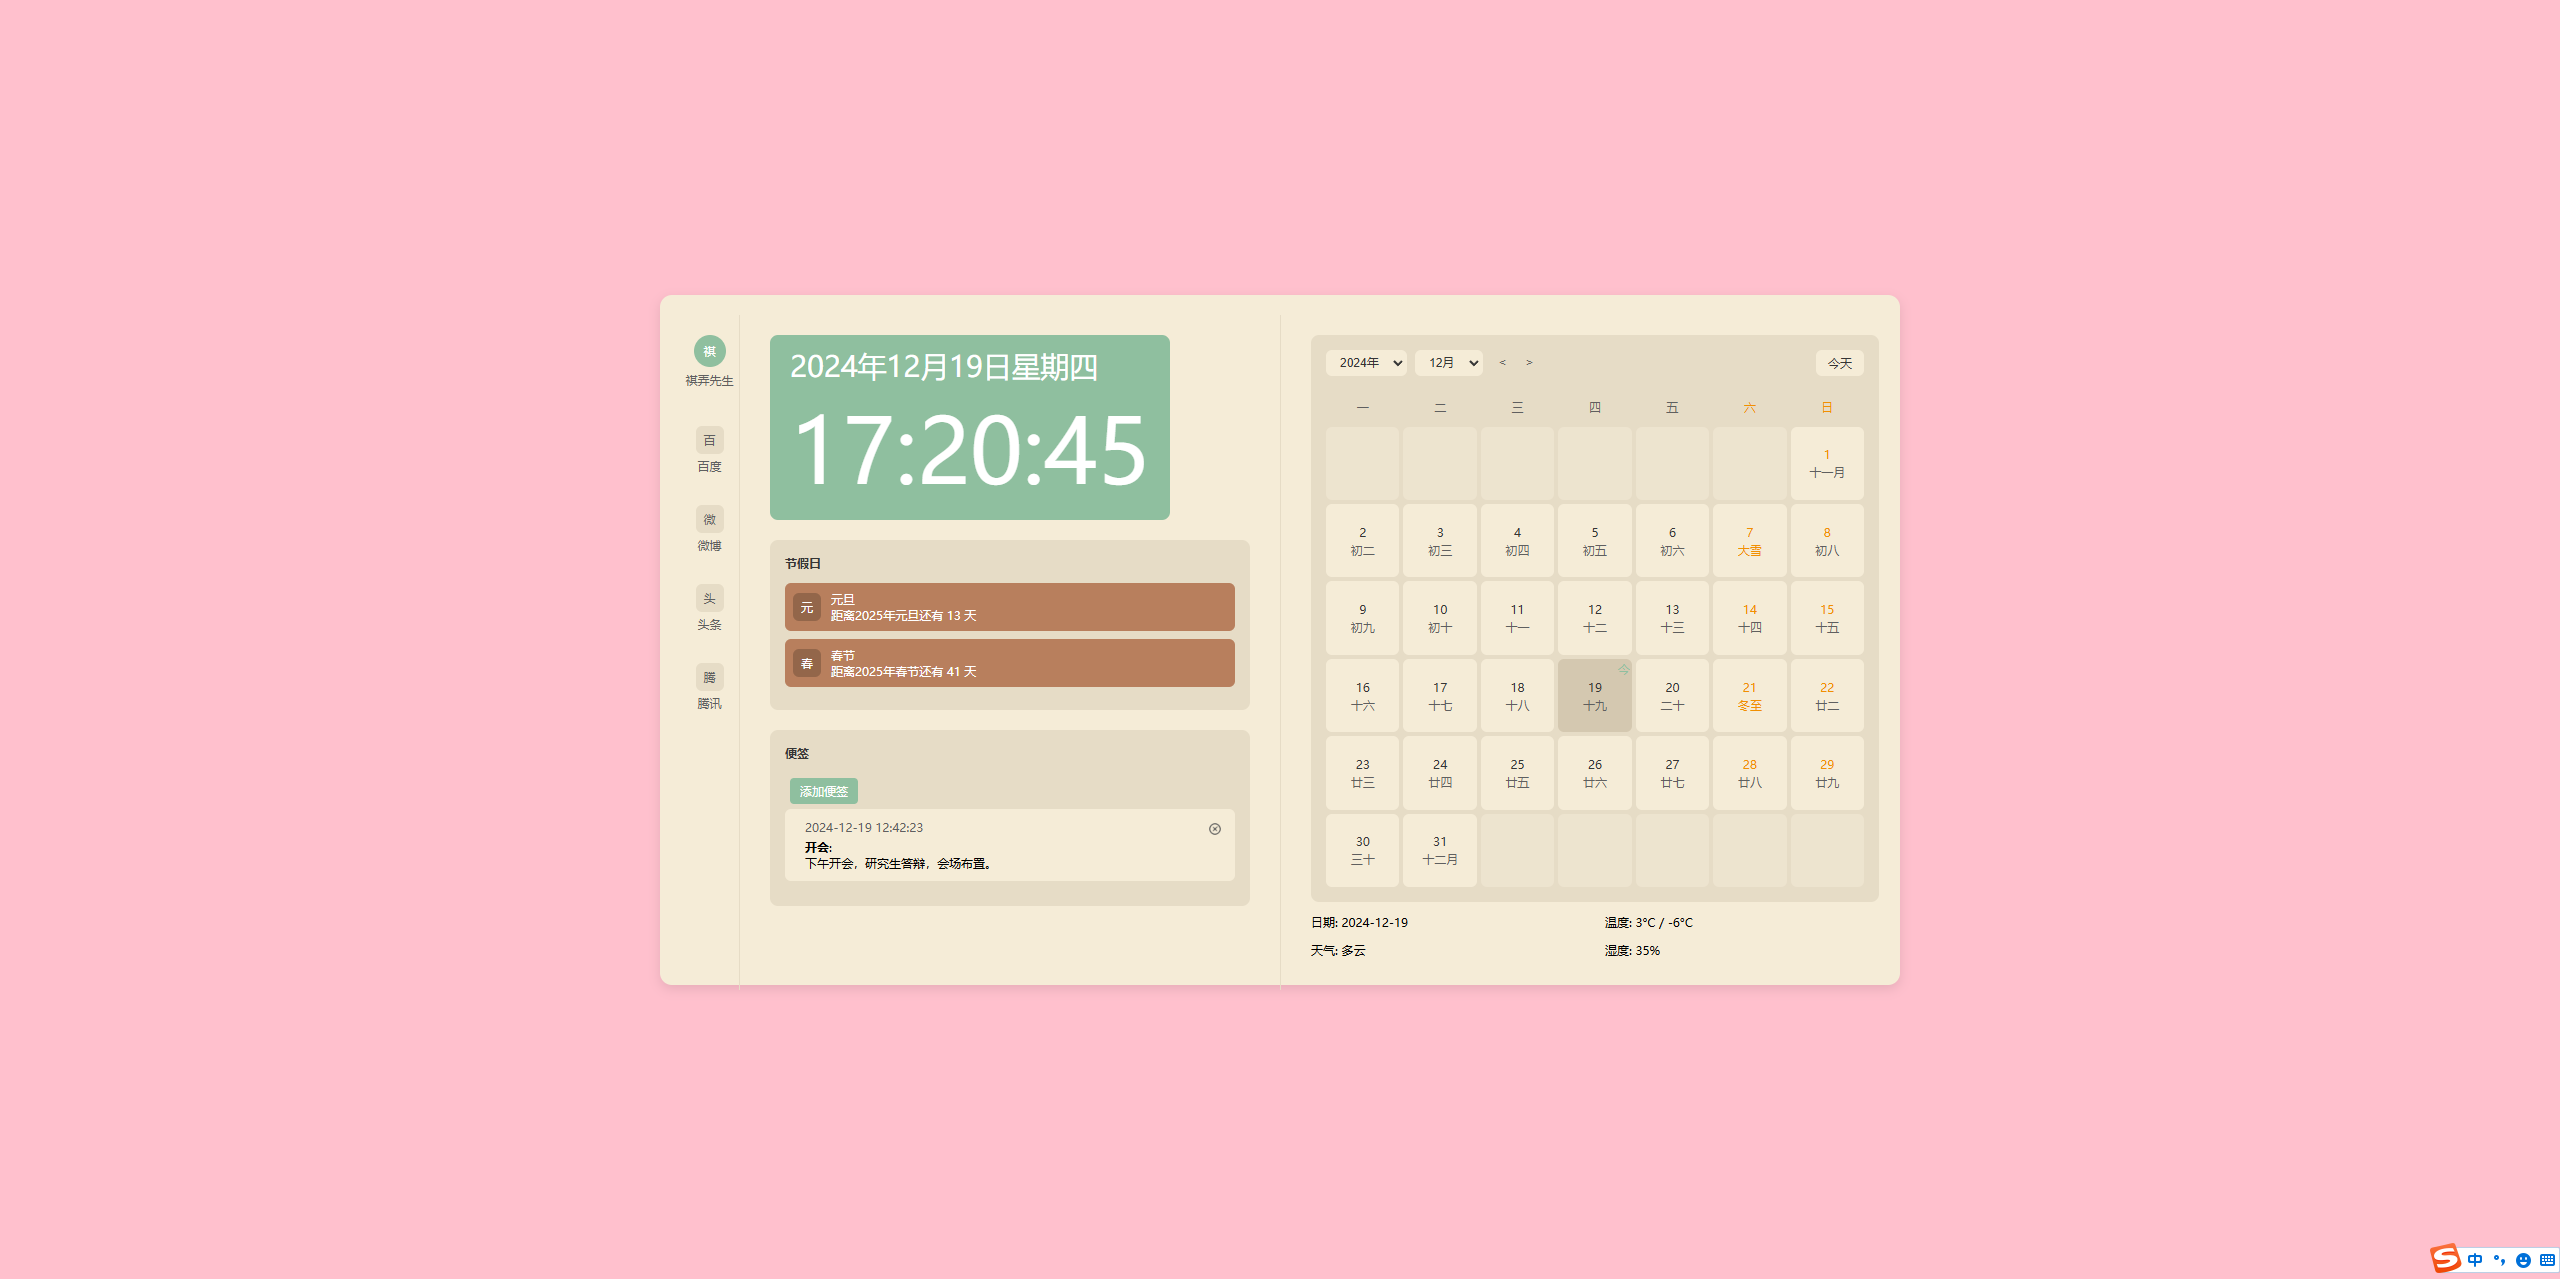 祺
祺弄先生
百
百度
微
微博
头
头条
腾
腾讯
2024年12月19日星期四
17:20:45
节假日
元
元旦
距离2025年元旦还有 13 天
春
春节
距离2025年春节还有 41 天
便签
添加便签
2024-12-19 12:42:23
开会:
下午开会，研究生答辩，会场布置。
2024年 12月 < > 今天
一 二 三 四 五 六 日
1
十一月
2 3 4 5 6 7 8
初二 初三 初四 初五 初六 大雪 初八
9 10 11 12 13 14 15
初九 初十 十一 十二 十三 十四 十五
今
16 17 18 19 20 21 22
十六 十七 十八 十九 二十 冬至 廿二
23 24 25 26 27 28 29
廿三 廿四 廿五 廿六 廿七 廿八 廿九
30 31
三十 十二月
日期: 2024-12-19 温度: 3°C / -6°C
天气: 多云 湿度: 35%
S 中